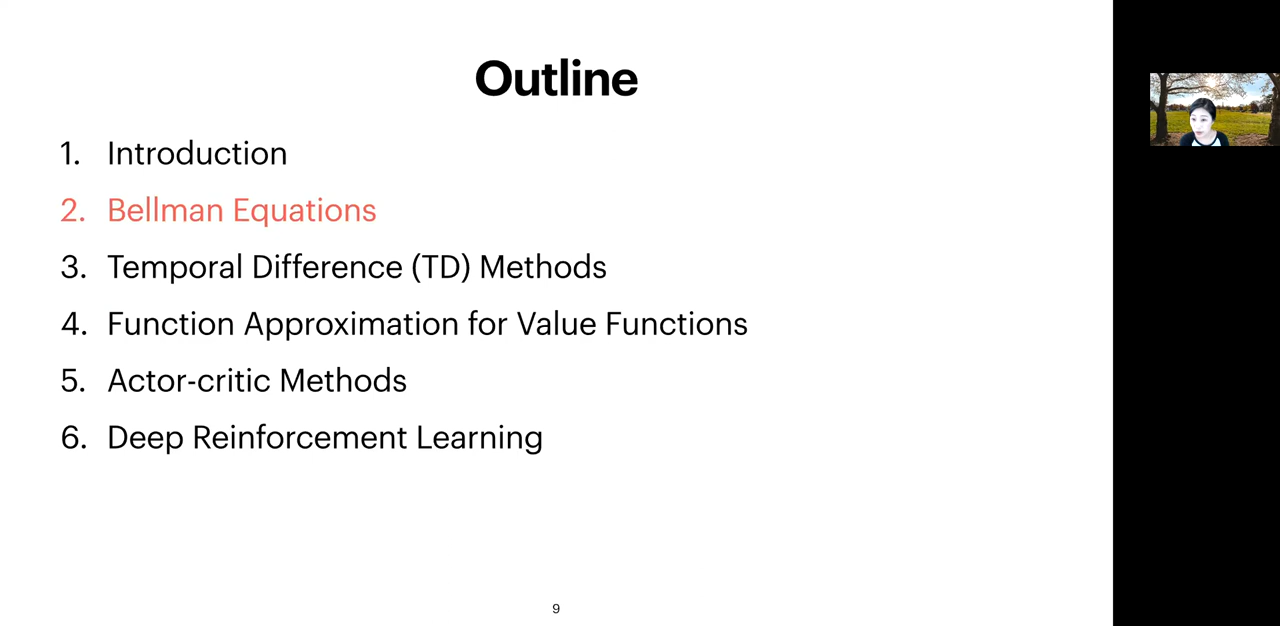 Outline
1. Introduction
2. Bellman Equations
3. Temporal Difference (TD) Methods
4. Function Approximation for Value Functions
5. Actor-critic Methods
6. Deep Reinforcement Learning
9